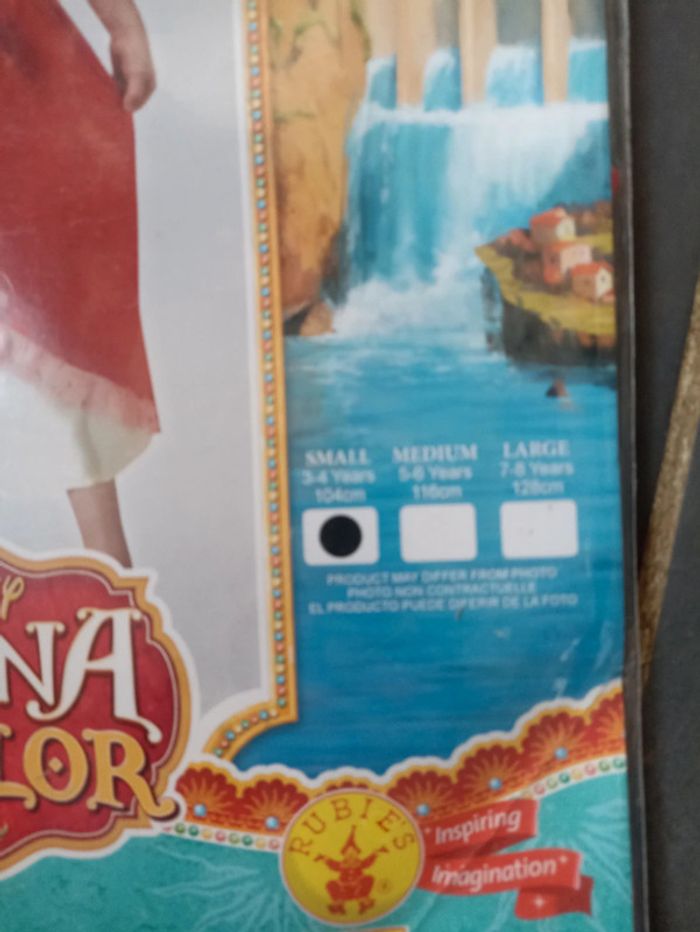 SMALL MEDIUM LARGE
3-4 Years 5-6 Years 7-8 Years
104cm 116cm 128cm
PRODUCT MAY DIFFER FROM PHOTO
PHOTO NON CONTRACTUELLE
EL PRODUCTO PUEDE DIFERIR DE LA FOTO
NA
LOR
RUBIE'S
Inspiring
Imagination